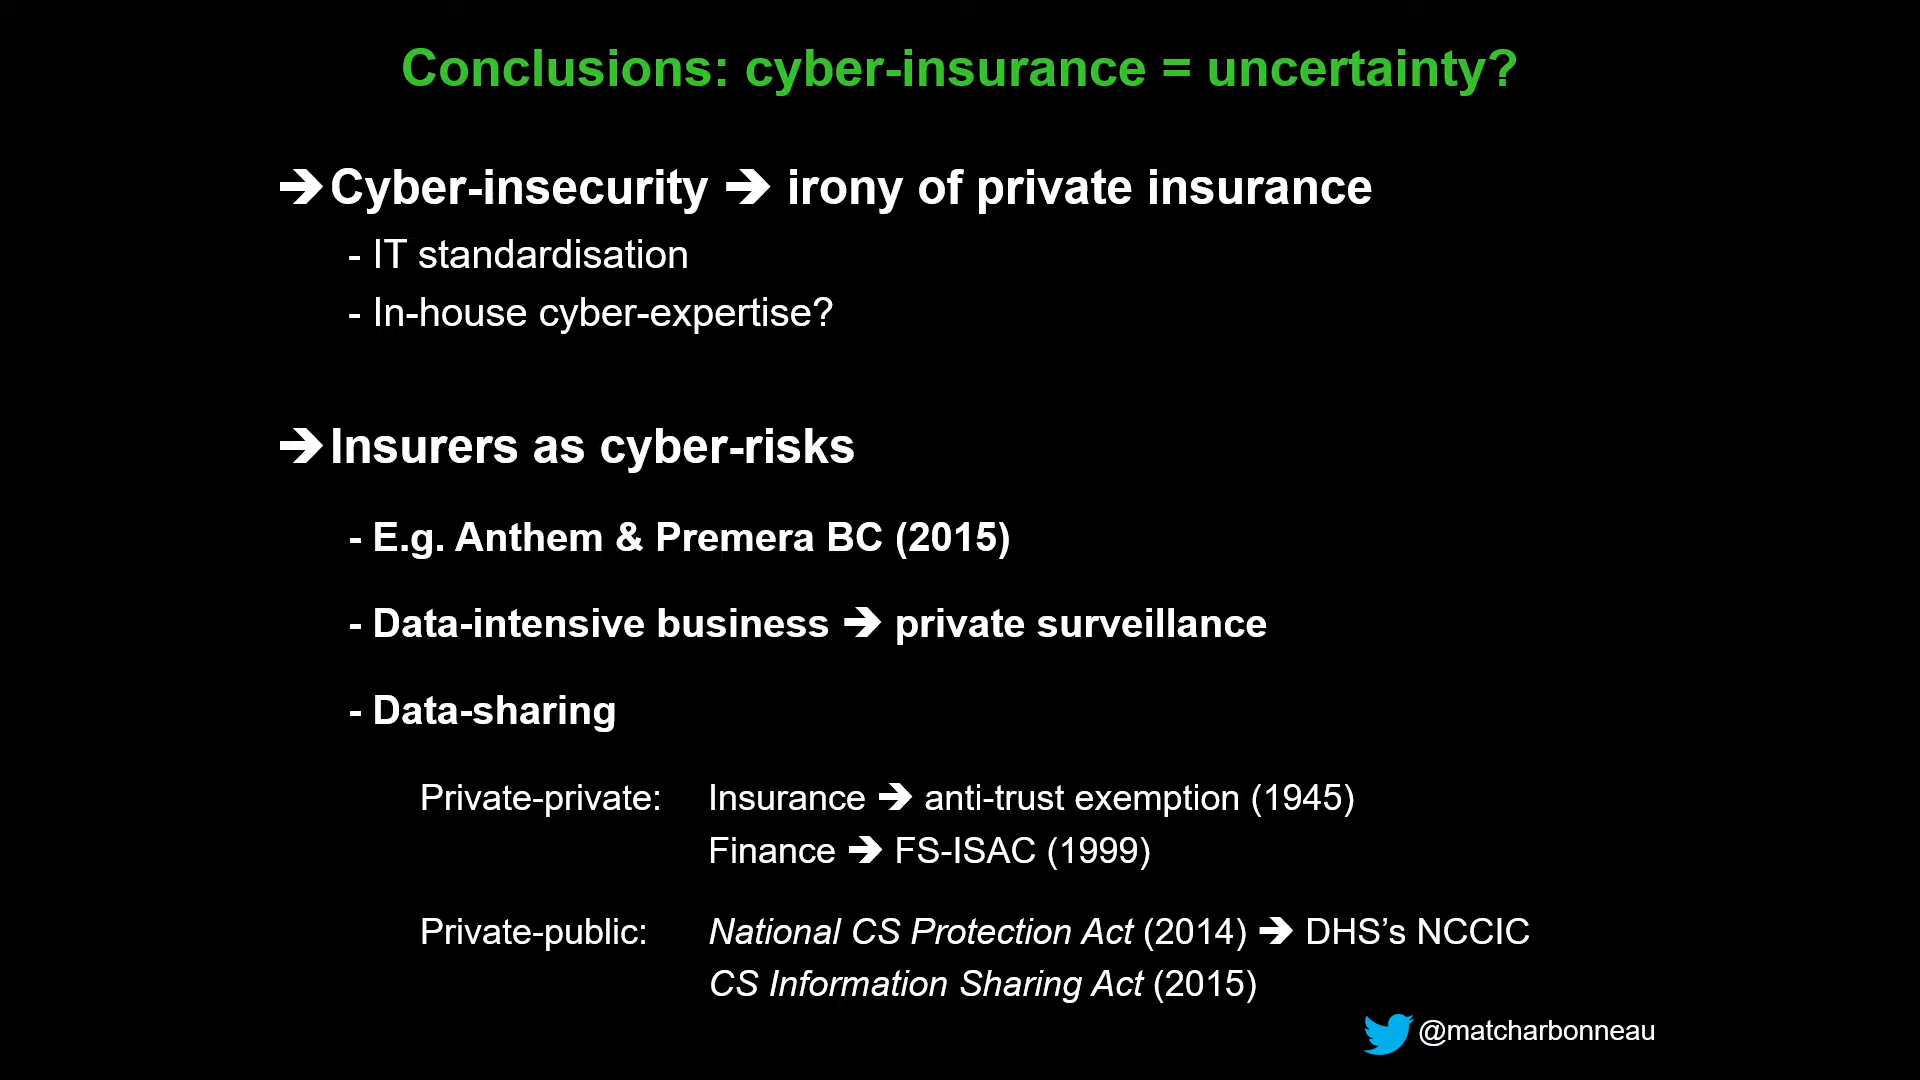 Conclusions: cyber-insurance = uncertainty?
➔Cyber-insecurity ➔ irony of private insurance
- IT standardisation
- In-house cyber-expertise?
➔Insurers as cyber-risks
- E.g. Anthem & Premera BC (2015)
- Data-intensive business ➔ private surveillance
- Data-sharing
Private-private: Insurance ➔ anti-trust exemption (1945)
Finance ➔ FS-ISAC (1999)
Private-public: National CS Protection Act (2014) ➔ DHS’s NCCIC
CS Information Sharing Act (2015)
@matcharbonneau